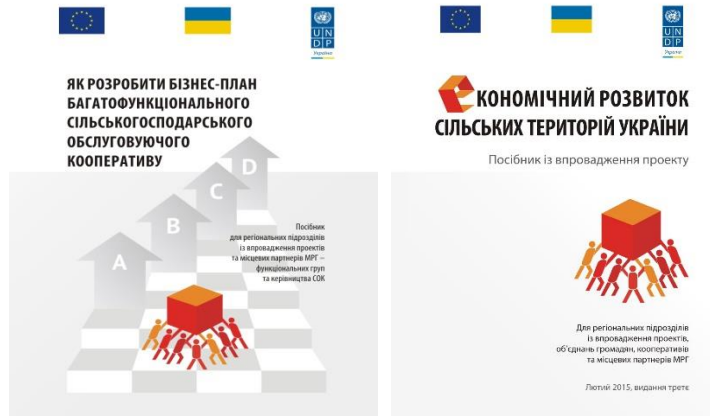 U N
D P
Україна
ЯК РОЗРОБИТИ БІЗНЕС-ПЛАН
БАГАТОФУНКЦІОНАЛЬНОГО
СІЛЬСЬКОГОСПОДАРСЬКОГО
ОБСЛУГОВУЮЧОГО
КООПЕРАТИВУ
D
C
B
A
Посібник
для регіональних підрозділів
із впровадження проектів
та місцевих партнерів МРГ –
функціональних груп
та керівництва СОК
U N
D P
Україна
ЕКОНОМІЧНИЙ РОЗВИТОК
СІЛЬСЬКИХ ТЕРИТОРІЙ УКРАЇНИ
Посібник із впровадження проекту
Для регіональних підрозділів
із впровадження проектів,
об'єднань громадян, кооперативів
та місцевих партнерів МРГ
Лютий 2015, видання третє